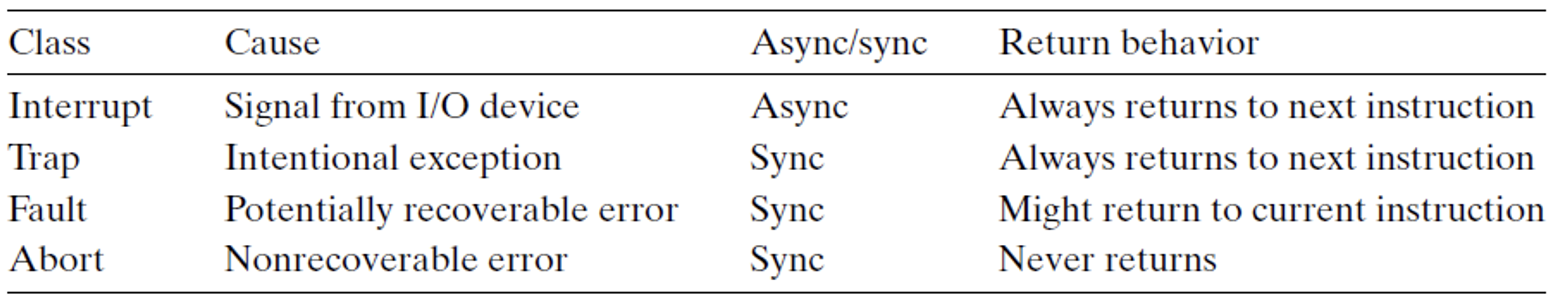 Class Cause Async/sync Return behavior
Interrupt Signal from I/O device Async Always returns to next instruction
Trap Intentional exception Sync Always returns to next instruction
Fault Potentially recoverable error Sync Might return to current instruction
Abort Nonrecoverable error Sync Never returns